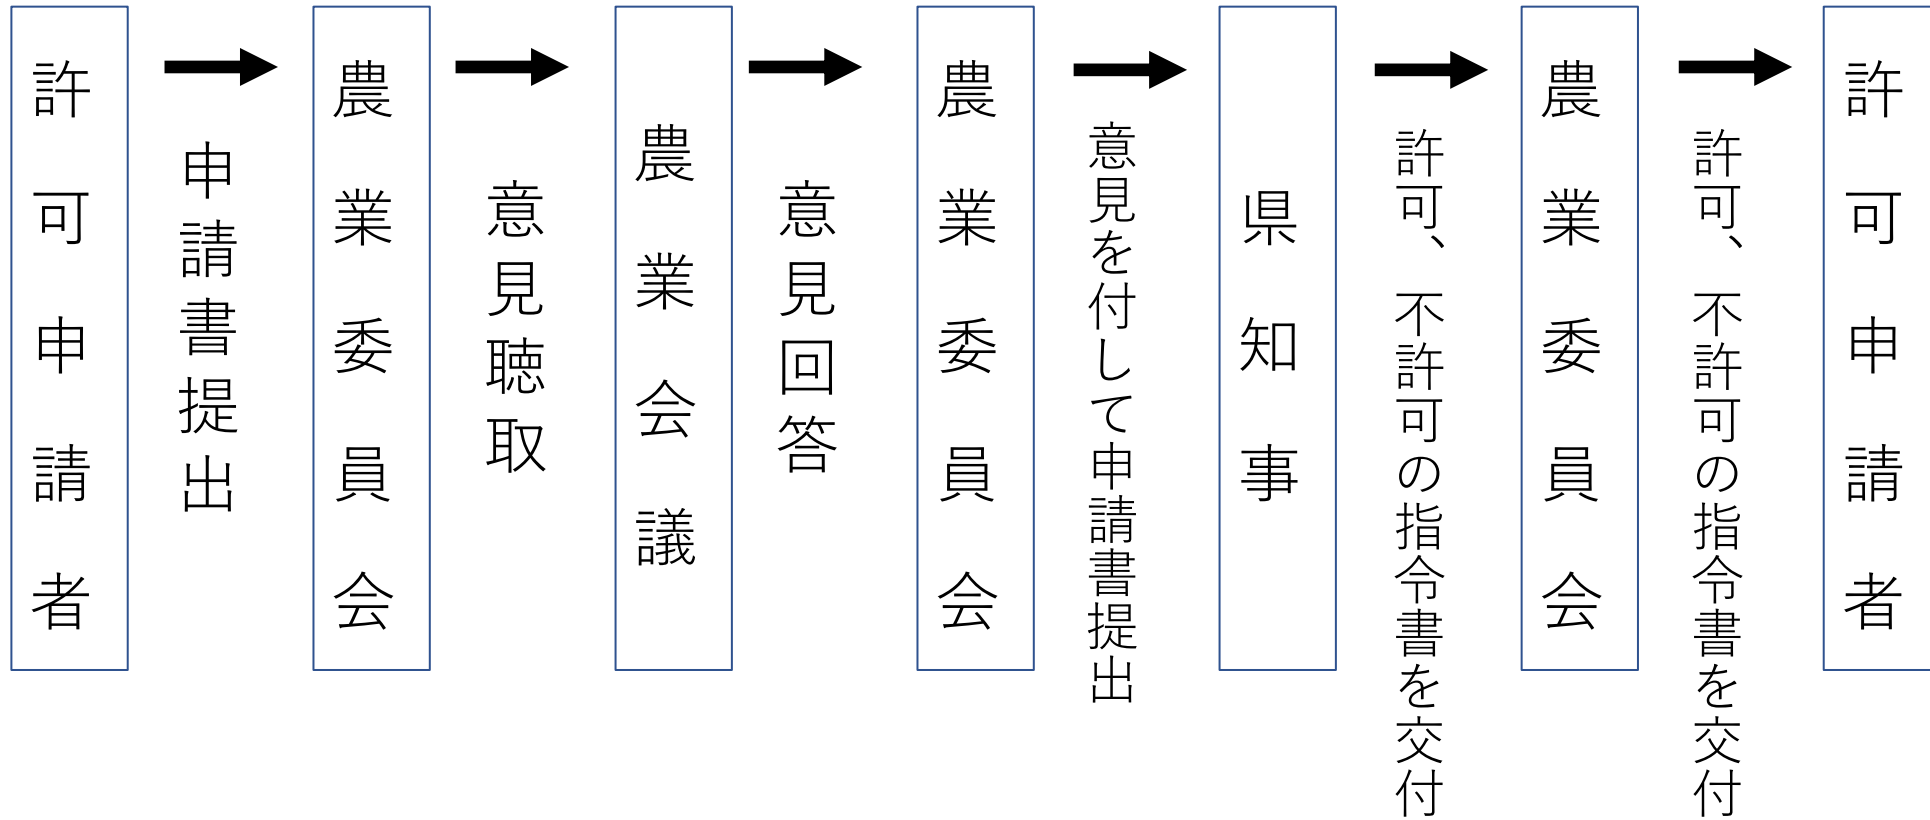 許可申請者
申請書提出
農業委員会
意見聴取
農業会議
意見回答
農業委員会
意見を付して申請書提出
県知事
許可、不許可の指令書を交付
農業委員会
許可、不許可の指令書を交付
許可申請者